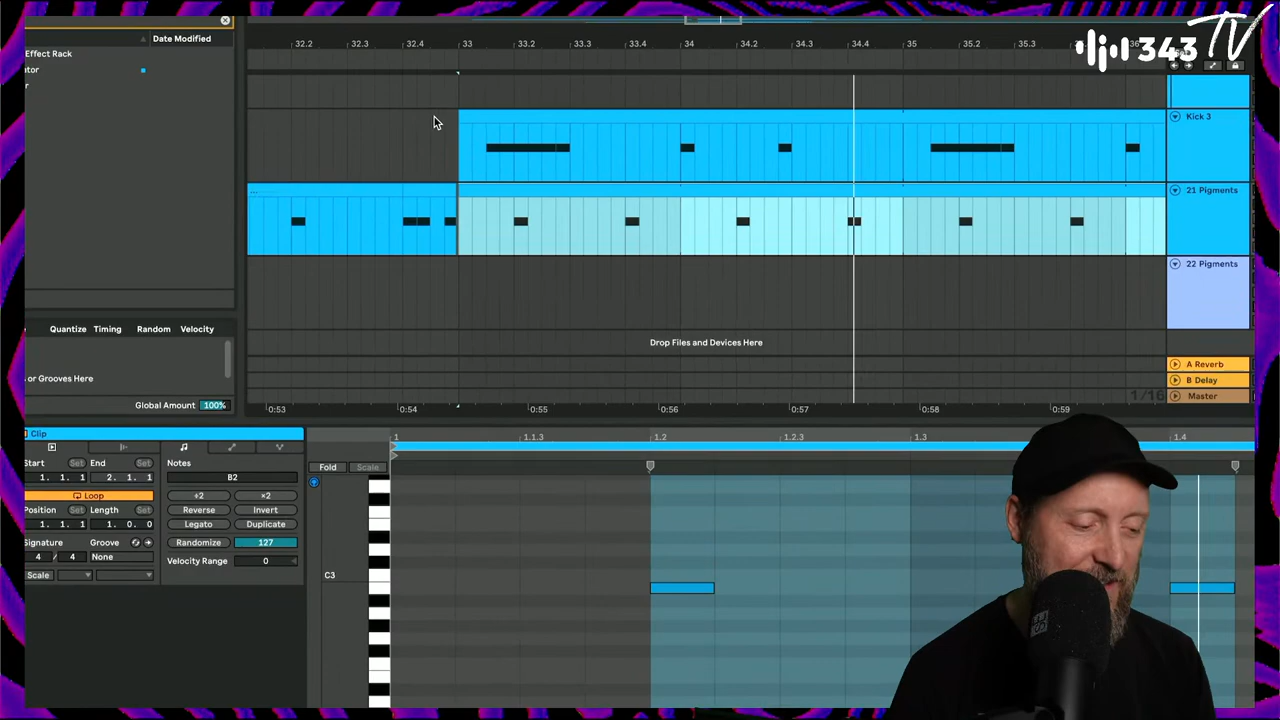 343 TV
Date Modified
ffect Rack
tor
32.2 32.3 32.4 33 33.2 33.3 33.4 34 34.2 34.3 34.4 35 35.2 35.3
Kick 3
21 Pigments
22 Pigments
Drop Files and Devices Here
Quantize Timing Random Velocity
or Grooves Here
Global Amount 100%
A Reverb
B Delay
1/16 Master
0:53 0:54 0:55 0:56 0:57 0:58 0:59
Clip
1 1.1.3 1.2 1.2.3 1.3 1.4
Start Set End Set
1. 1. 1 2. 1. 1
Notes
B2
Fold Scale
Loop
+2 ×2
Position Set Length Set
1. 1. 1 1. 0. 0
Reverse Invert
Legato Duplicate
Signature Groove
4 / 4 None
Randomize 127
Velocity Range 0
Scale
C3